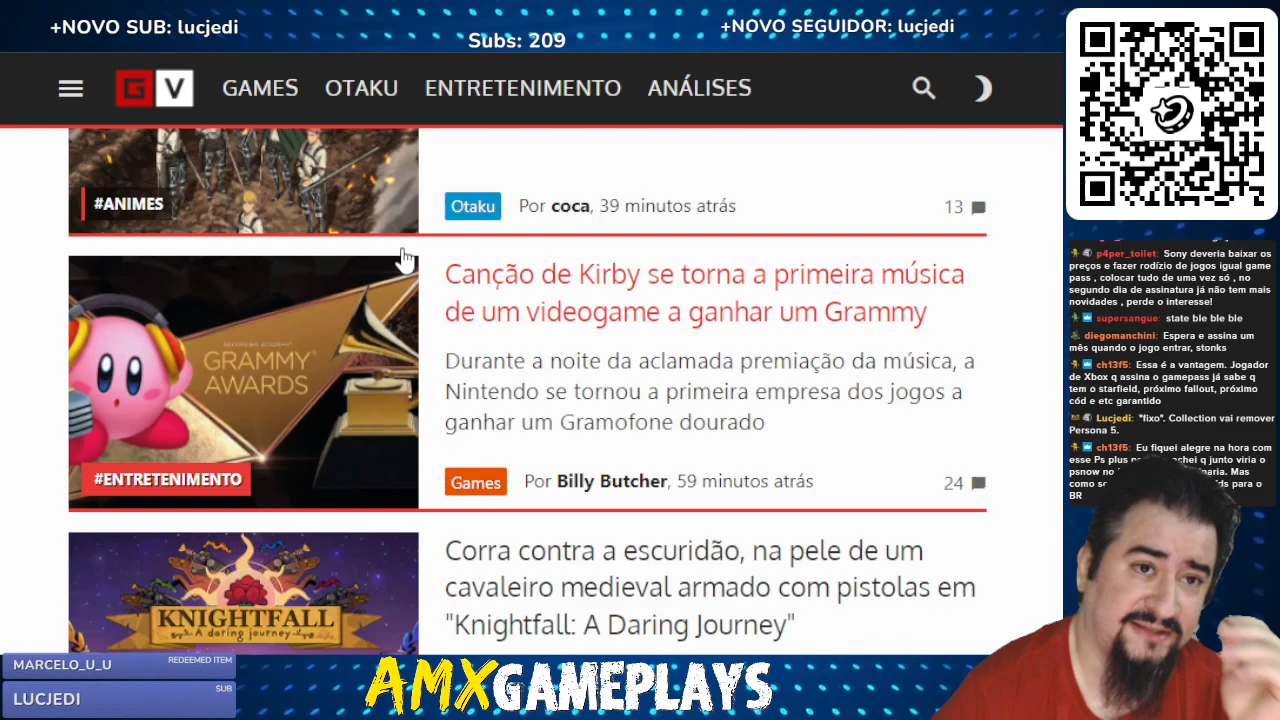 +NOVO SUB: lucjedi
Subs: 209
+NOVO SEGUIDOR: lucjedi
G V
GAMES OTAKU ENTRETENIMENTO ANÁLISES
#ANIMES
Otaku Por coca, 39 minutos atrás 13
GRAMMY
AWARDS
#ENTRETENIMENTO
Canção de Kirby se torna a primeira música
de um videogame a ganhar um Grammy
Durante a noite da aclamada premiação da música, a
Nintendo se tornou a primeira empresa dos jogos a
ganhar um Gramofone dourado
Games Por Billy Butcher, 59 minutos atrás 24
KNIGHTFALL
A daring journey
Corra contra a escuridão, na pele de um
cavaleiro medieval armado com pistolas em
"Knightfall: A Daring Journey"
p4per_toilet: Sony deveria baixar os
preços e fazer rodízio de jogos igual game
pass , colocar tudo de uma vez só , no
segundo dia de assinatura já não tem mais
novidades , perde o interesse!
supersangue: state ble ble ble
diegomanchini: Espera e assina um
mês quando o jogo entrar, stonks
ch13f5: Essa é a vantagem. Jogador
de Xbox q assina o gamepass já sabe q
tem o starfield, próximo fallout, próximo
cód e etc garantido
Lucjedi: "fixo". Collection vai remover
Persona 5.
ch13f5: Eu fiquei alegre na hora com
esse Ps plus
q junto viria o
psnow no
Mas
como
para o
BR
MARCELO_U_U REDEEMED ITEM
LUCJEDI SUB
AMXGAMEPLAYS